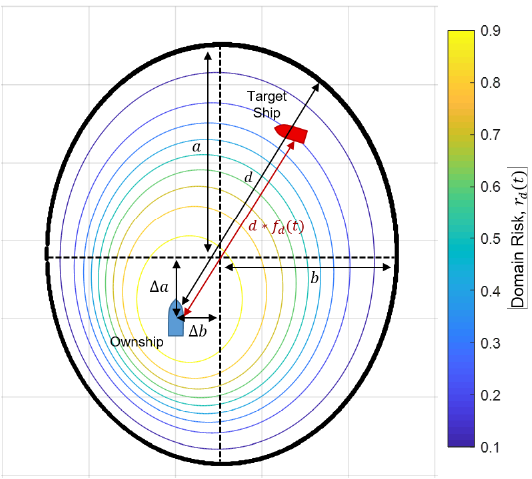 Target
Ship
a
d
d * f_d(t)
b
Δa
Δb
Ownship
0.9
0.8
0.7
0.6
0.5
0.4
0.3
0.2
0.1
|Domain Risk, r_d(t)|